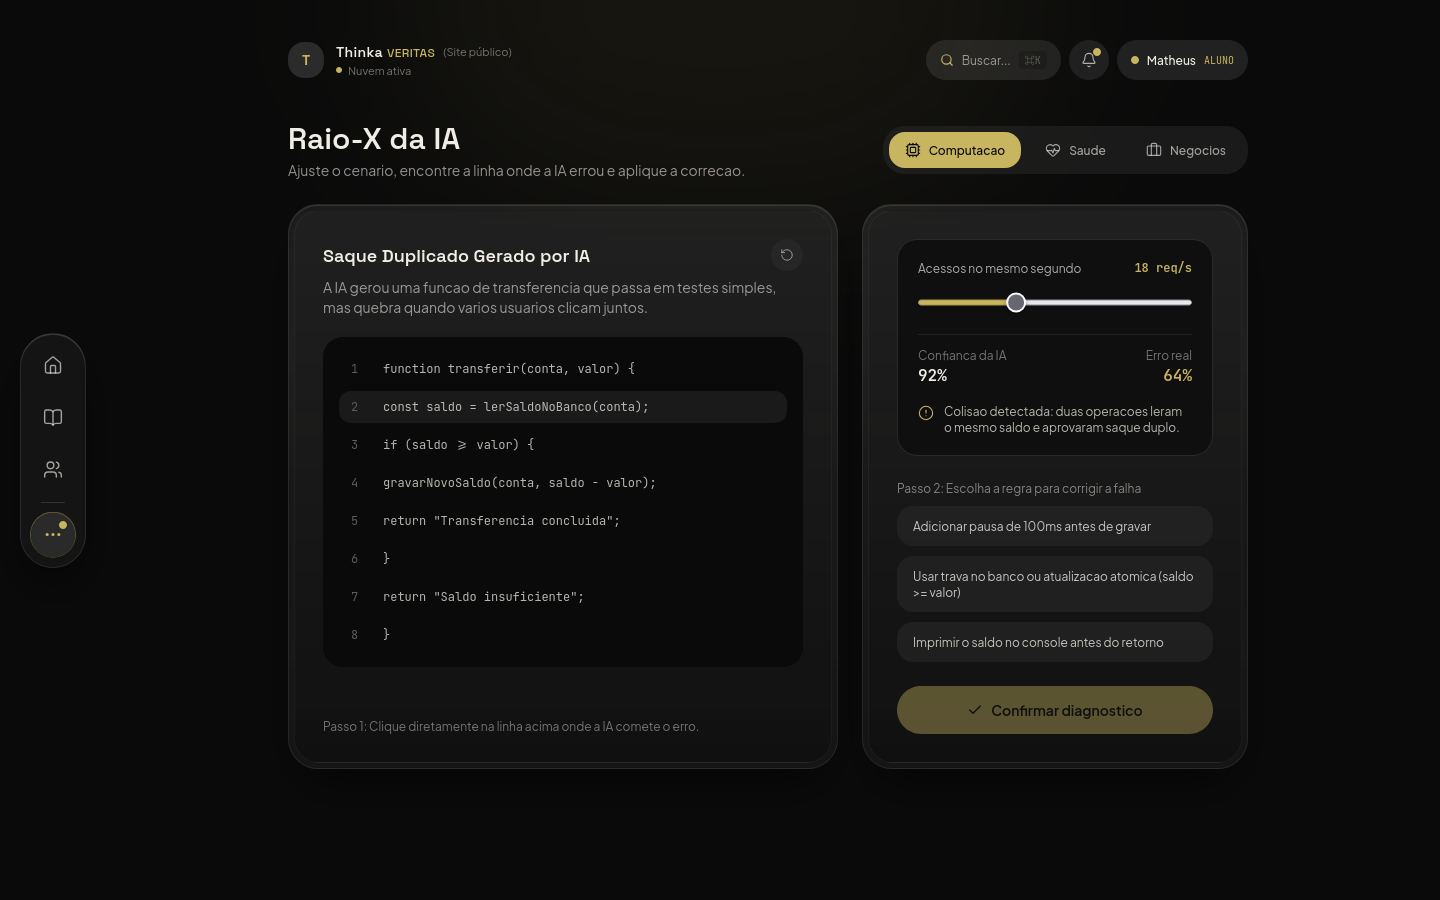 T
Thinka VERITAS (Site público)
Nuvem ativa
Buscar... ⌘K
Matheus ALUNO
Raio-X da IA
Ajuste o cenario, encontre a linha onde a IA errou e aplique a correcao.
Computacao
Saude
Negocios
Saque Duplicado Gerado por IA
A IA gerou uma funcao de transferencia que passa em testes simples,
mas quebra quando varios usuarios clicam juntos.
1 function transferir(conta, valor) {
2 const saldo = lerSaldoNoBanco(conta);
3 if (saldo >= valor) {
4 gravarNovoSaldo(conta, saldo - valor);
5 return "Transferencia concluida";
6 }
7 return "Saldo insuficiente";
8 }
Passo 1: Clique diretamente na linha acima onde a IA comete o erro.
Acessos no mesmo segundo 18 req/s
Confianca da IA Erro real
92% 64%
Colisao detectada: duas operacoes leram
o mesmo saldo e aprovaram saque duplo.
Passo 2: Escolha a regra para corrigir a falha
Adicionar pausa de 100ms antes de gravar
Usar trava no banco ou atualizacao atomica (saldo
>= valor)
Imprimir o saldo no console antes do retorno
Confirmar diagnostico